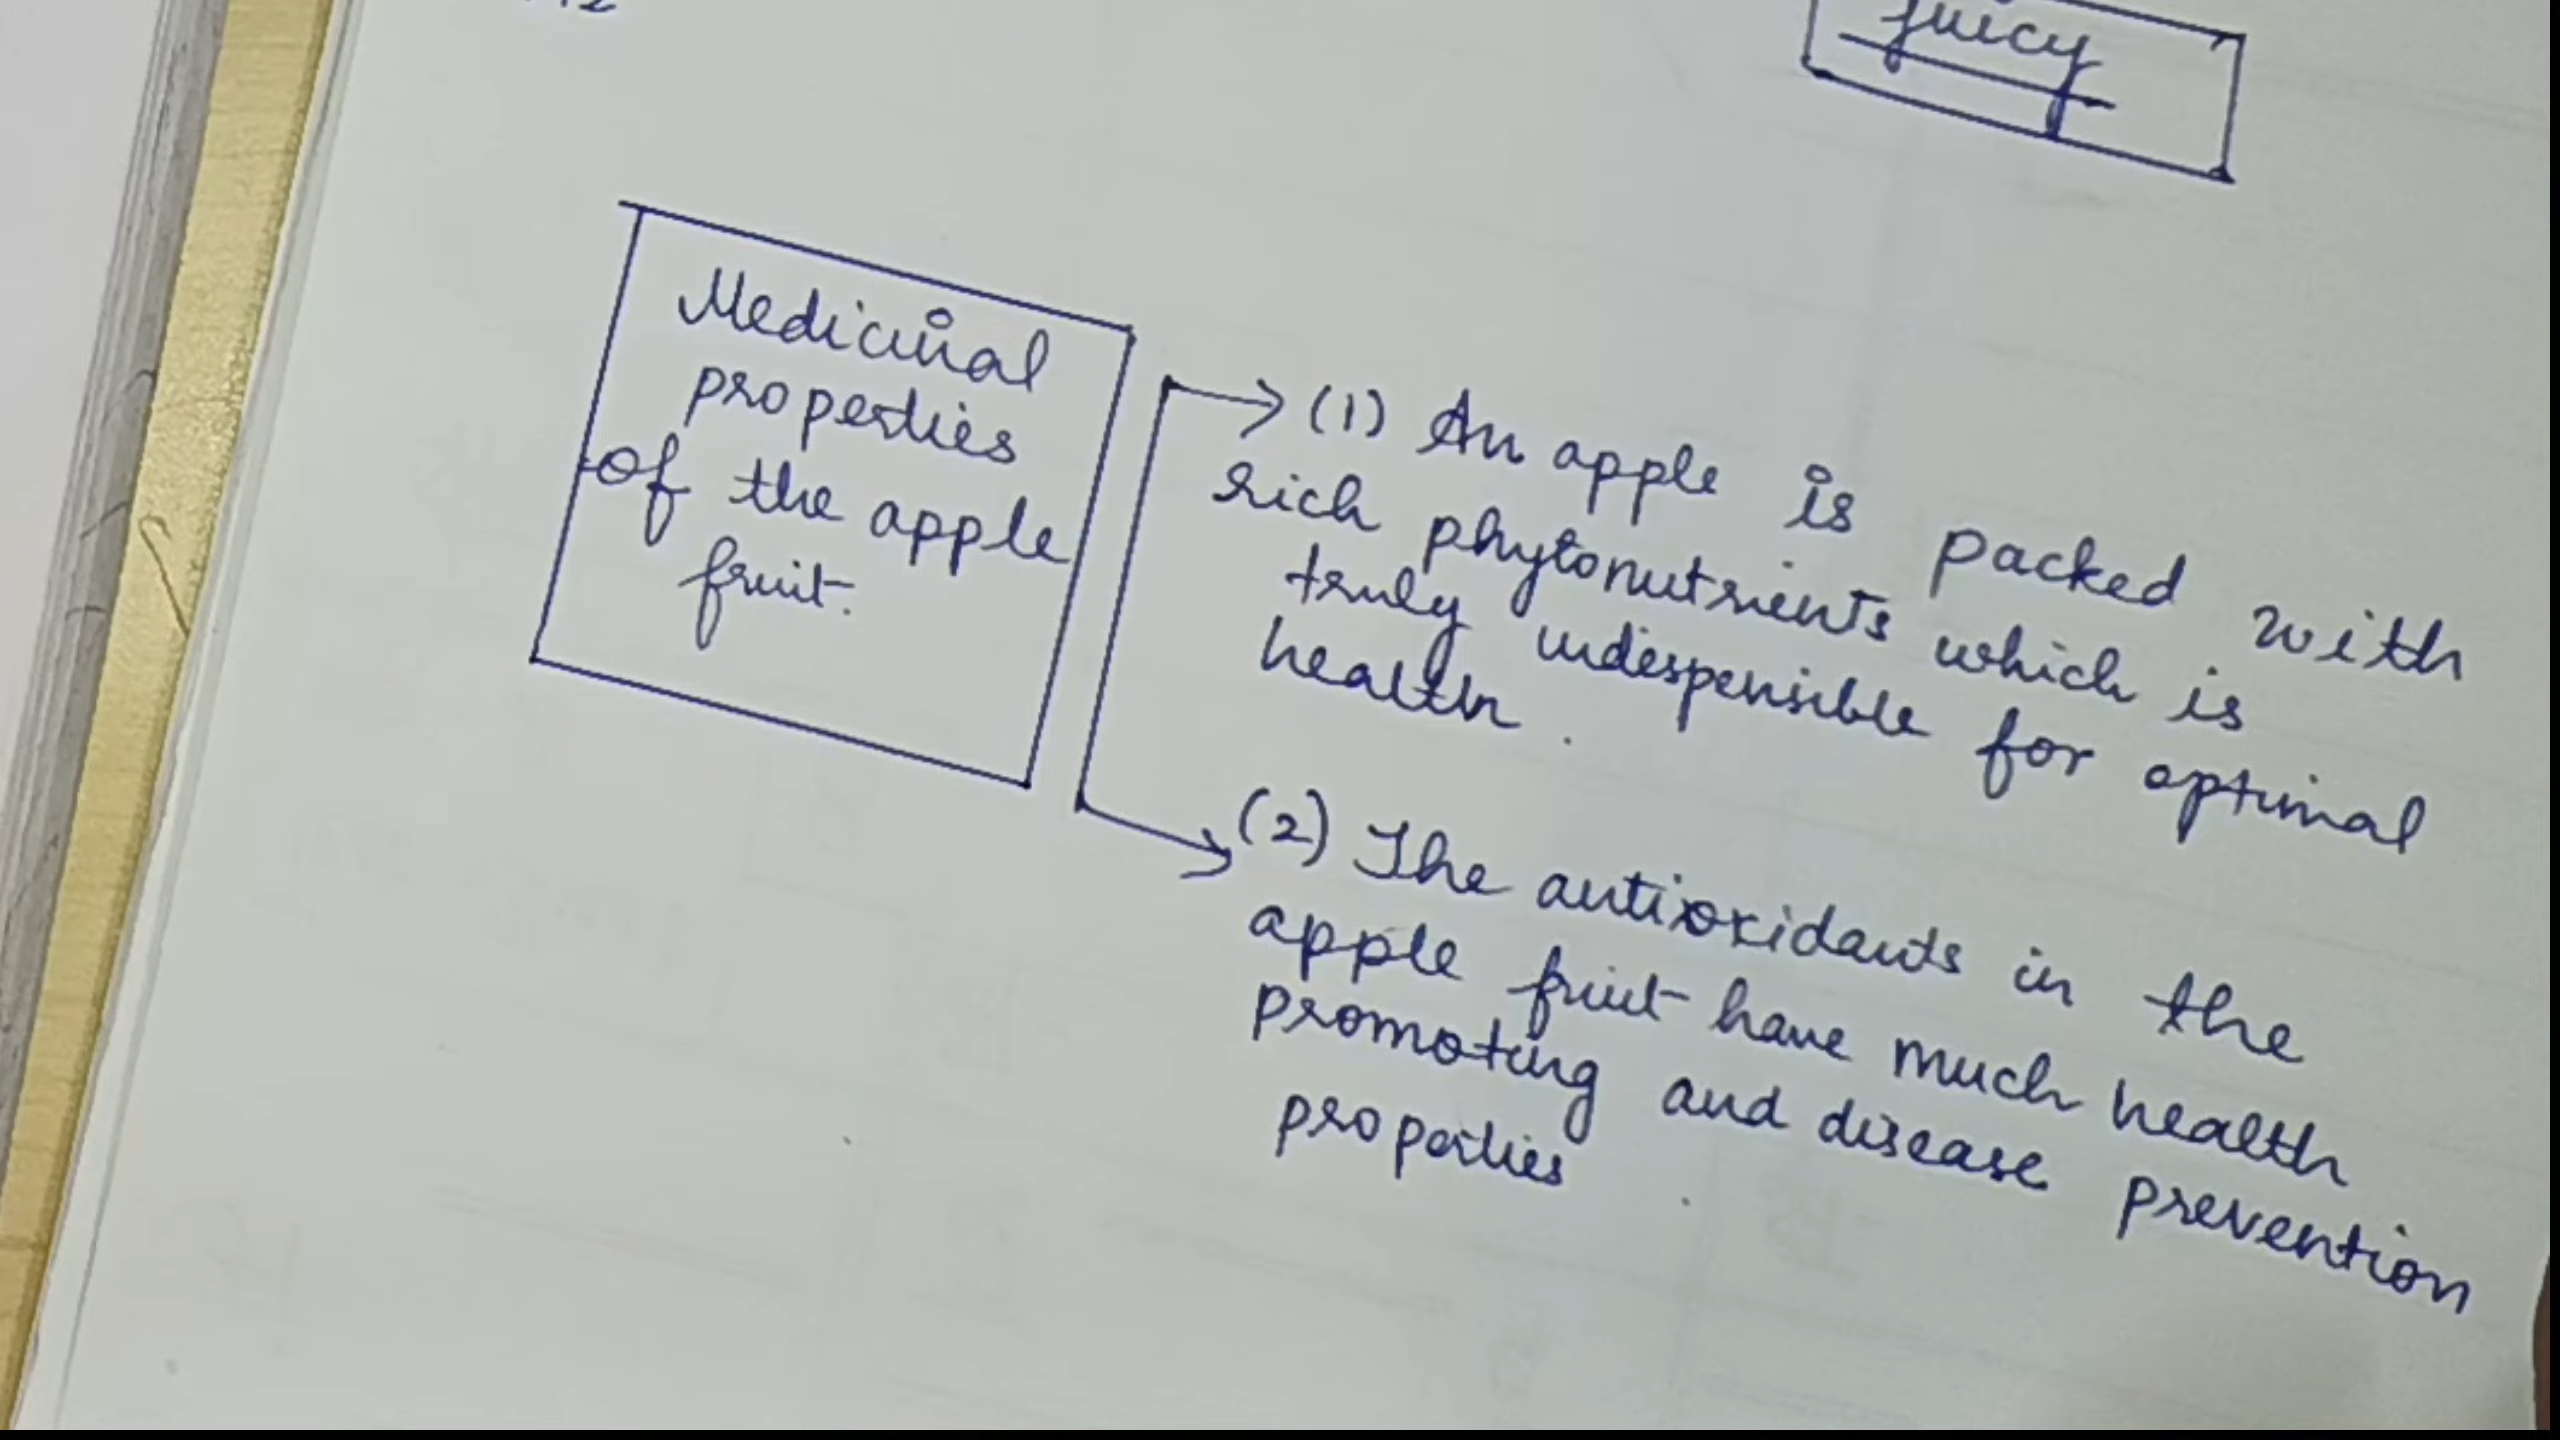 juicy
Medicinal
properties
of the apple
fruit.
(1) An apple is packed with
rich phytonutrients which is
truly indespensible for optimal
health.
(2) The antioxidants in the
apple fruit have much health
promoting and disease prevention
properties.